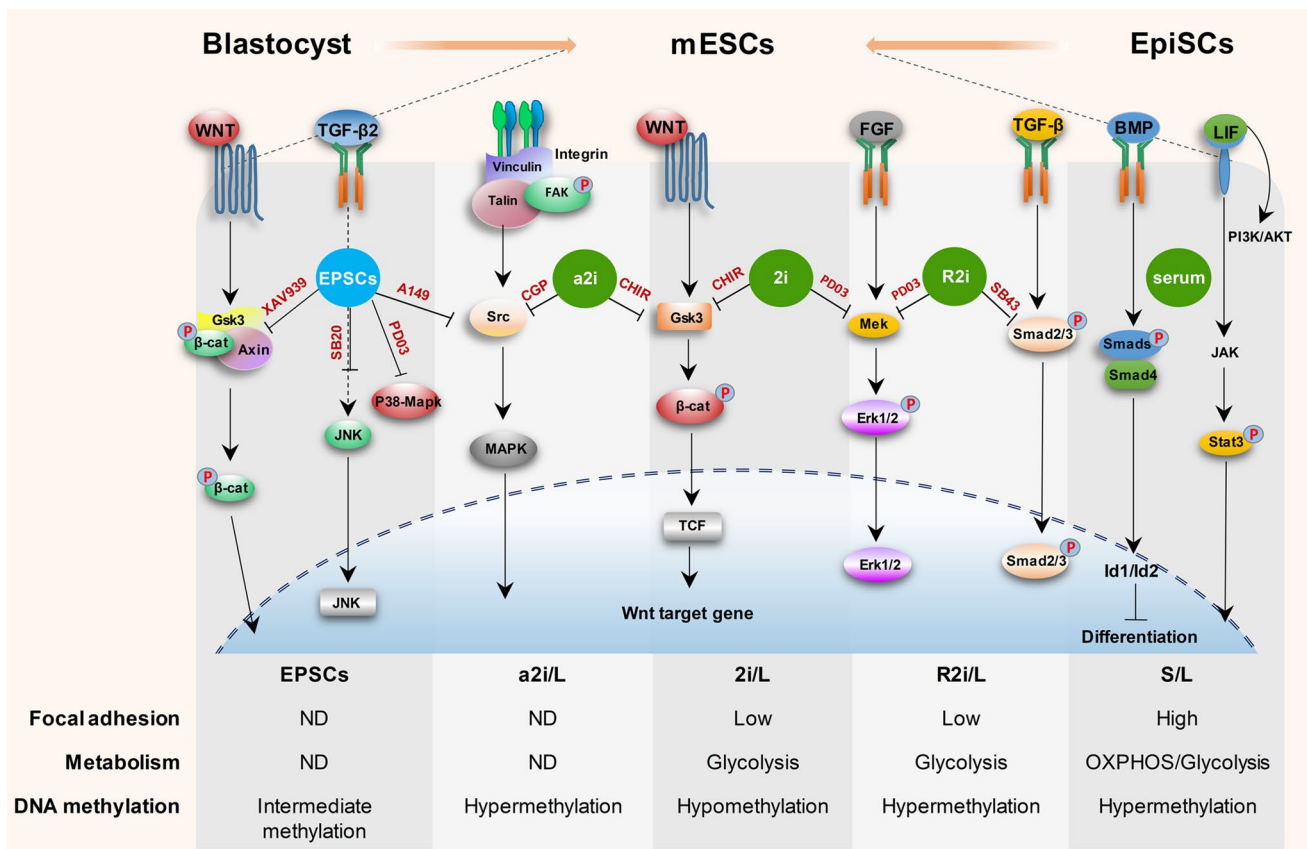 Blastocyst
mESCs
EpiSCs
WNT
TGF-β2
Integrin
Vinculin
Talin
FAK
P
WNT
FGF
TGF-β
BMP
LIF
PI3K/AKT
EPSCs
XAV939
A149
SB20
PD03
a2i
CGP
CHIR
2i
CHIR
PD03
R2i
PD03
SB43
serum
Gsk3
P
β-cat
Axin
Src
Gsk3
Mek
Smad2/3
P
Smads
P
Smad4
JAK
P38-Mapk
JNK
MAPK
β-cat
P
Erk1/2
P
Stat3
P
P
β-cat
TCF
Erk1/2
Smad2/3
P
Id1/Id2
JNK
Wnt target gene
Differentiation
EPSCs
a2i/L
2i/L
R2i/L
S/L
Focal adhesion
ND
ND
Low
Low
High
Metabolism
ND
ND
Glycolysis
Glycolysis
OXPHOS/Glycolysis
DNA methylation
Intermediate
methylation
Hypermethylation
Hypomethylation
Hypermethylation
Hypermethylation